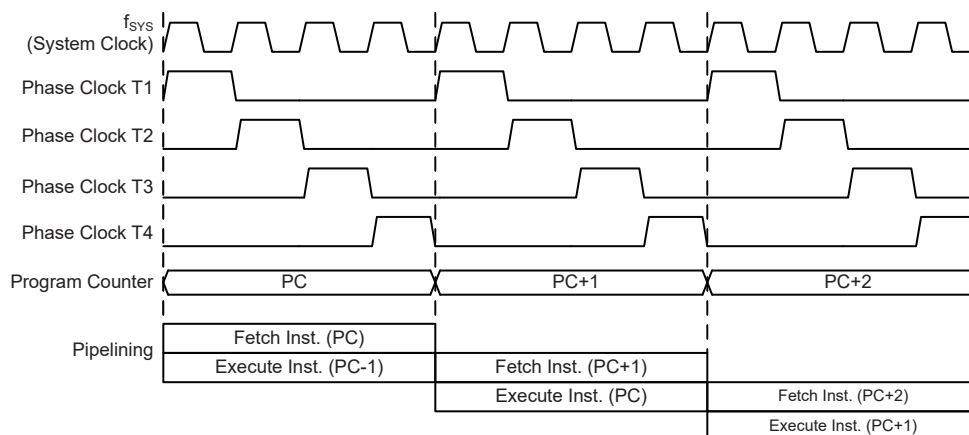 fSYS
(System Clock)
Phase Clock T1
Phase Clock T2
Phase Clock T3
Phase Clock T4
Program Counter PC PC+1 PC+2
Pipelining
Fetch Inst. (PC)
Execute Inst. (PC-1) Fetch Inst. (PC+1)
Execute Inst. (PC) Fetch Inst. (PC+2)
Execute Inst. (PC+1)